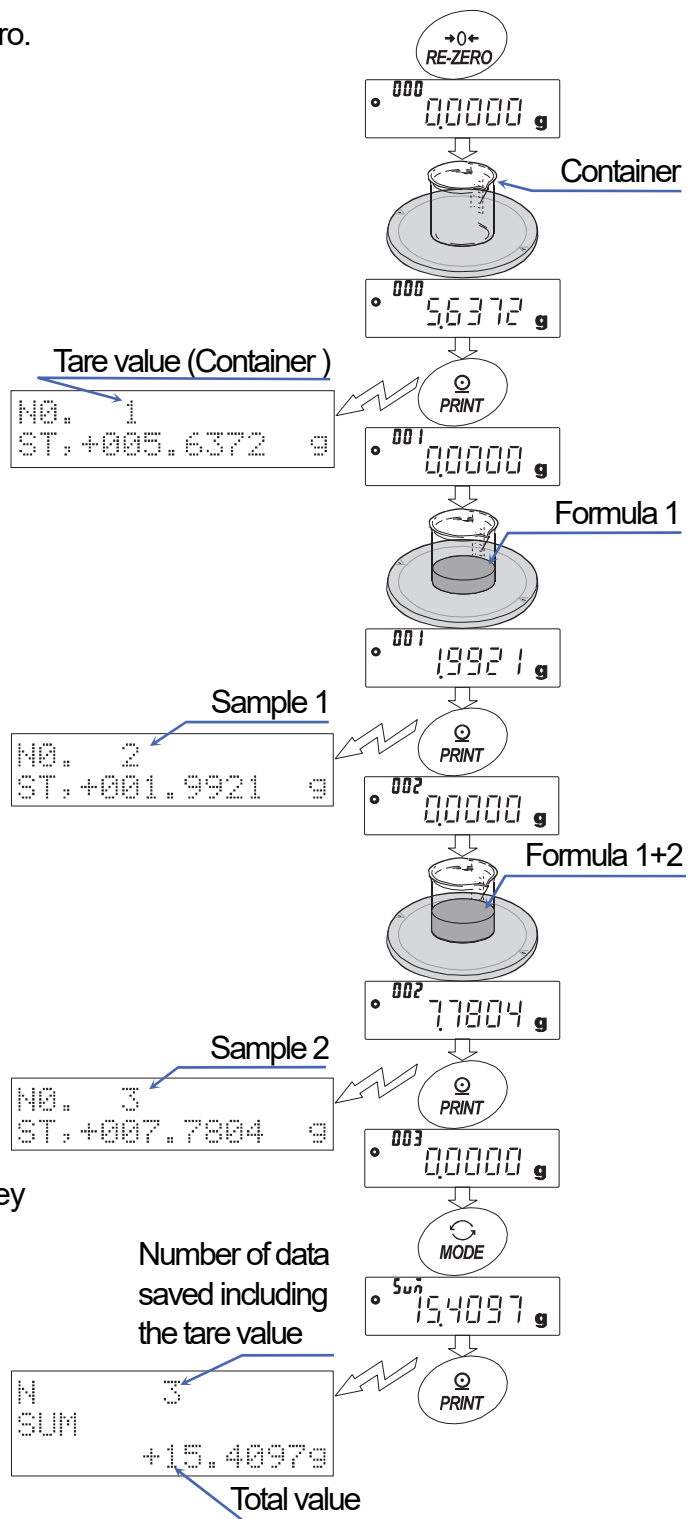 ro.
→0←
RE-ZERO
000
0.0000 g
Container
000
5.6372 g
Tare value (Container )
PRINT
N0. 1
ST,+005.6372 g
001
0.0000 g
Formula 1
001
1.9921 g
Sample 1
PRINT
N0. 2
ST,+001.9921 g
002
0.0000 g
Formula 1+2
002
7.7804 g
Sample 2
PRINT
N0. 3
ST,+007.7804 g
003
0.0000 g
ey
MODE
Number of data
saved including
the tare value
Sum
15.4097 g
PRINT
N 3
SUM
+15.4097g
Total value